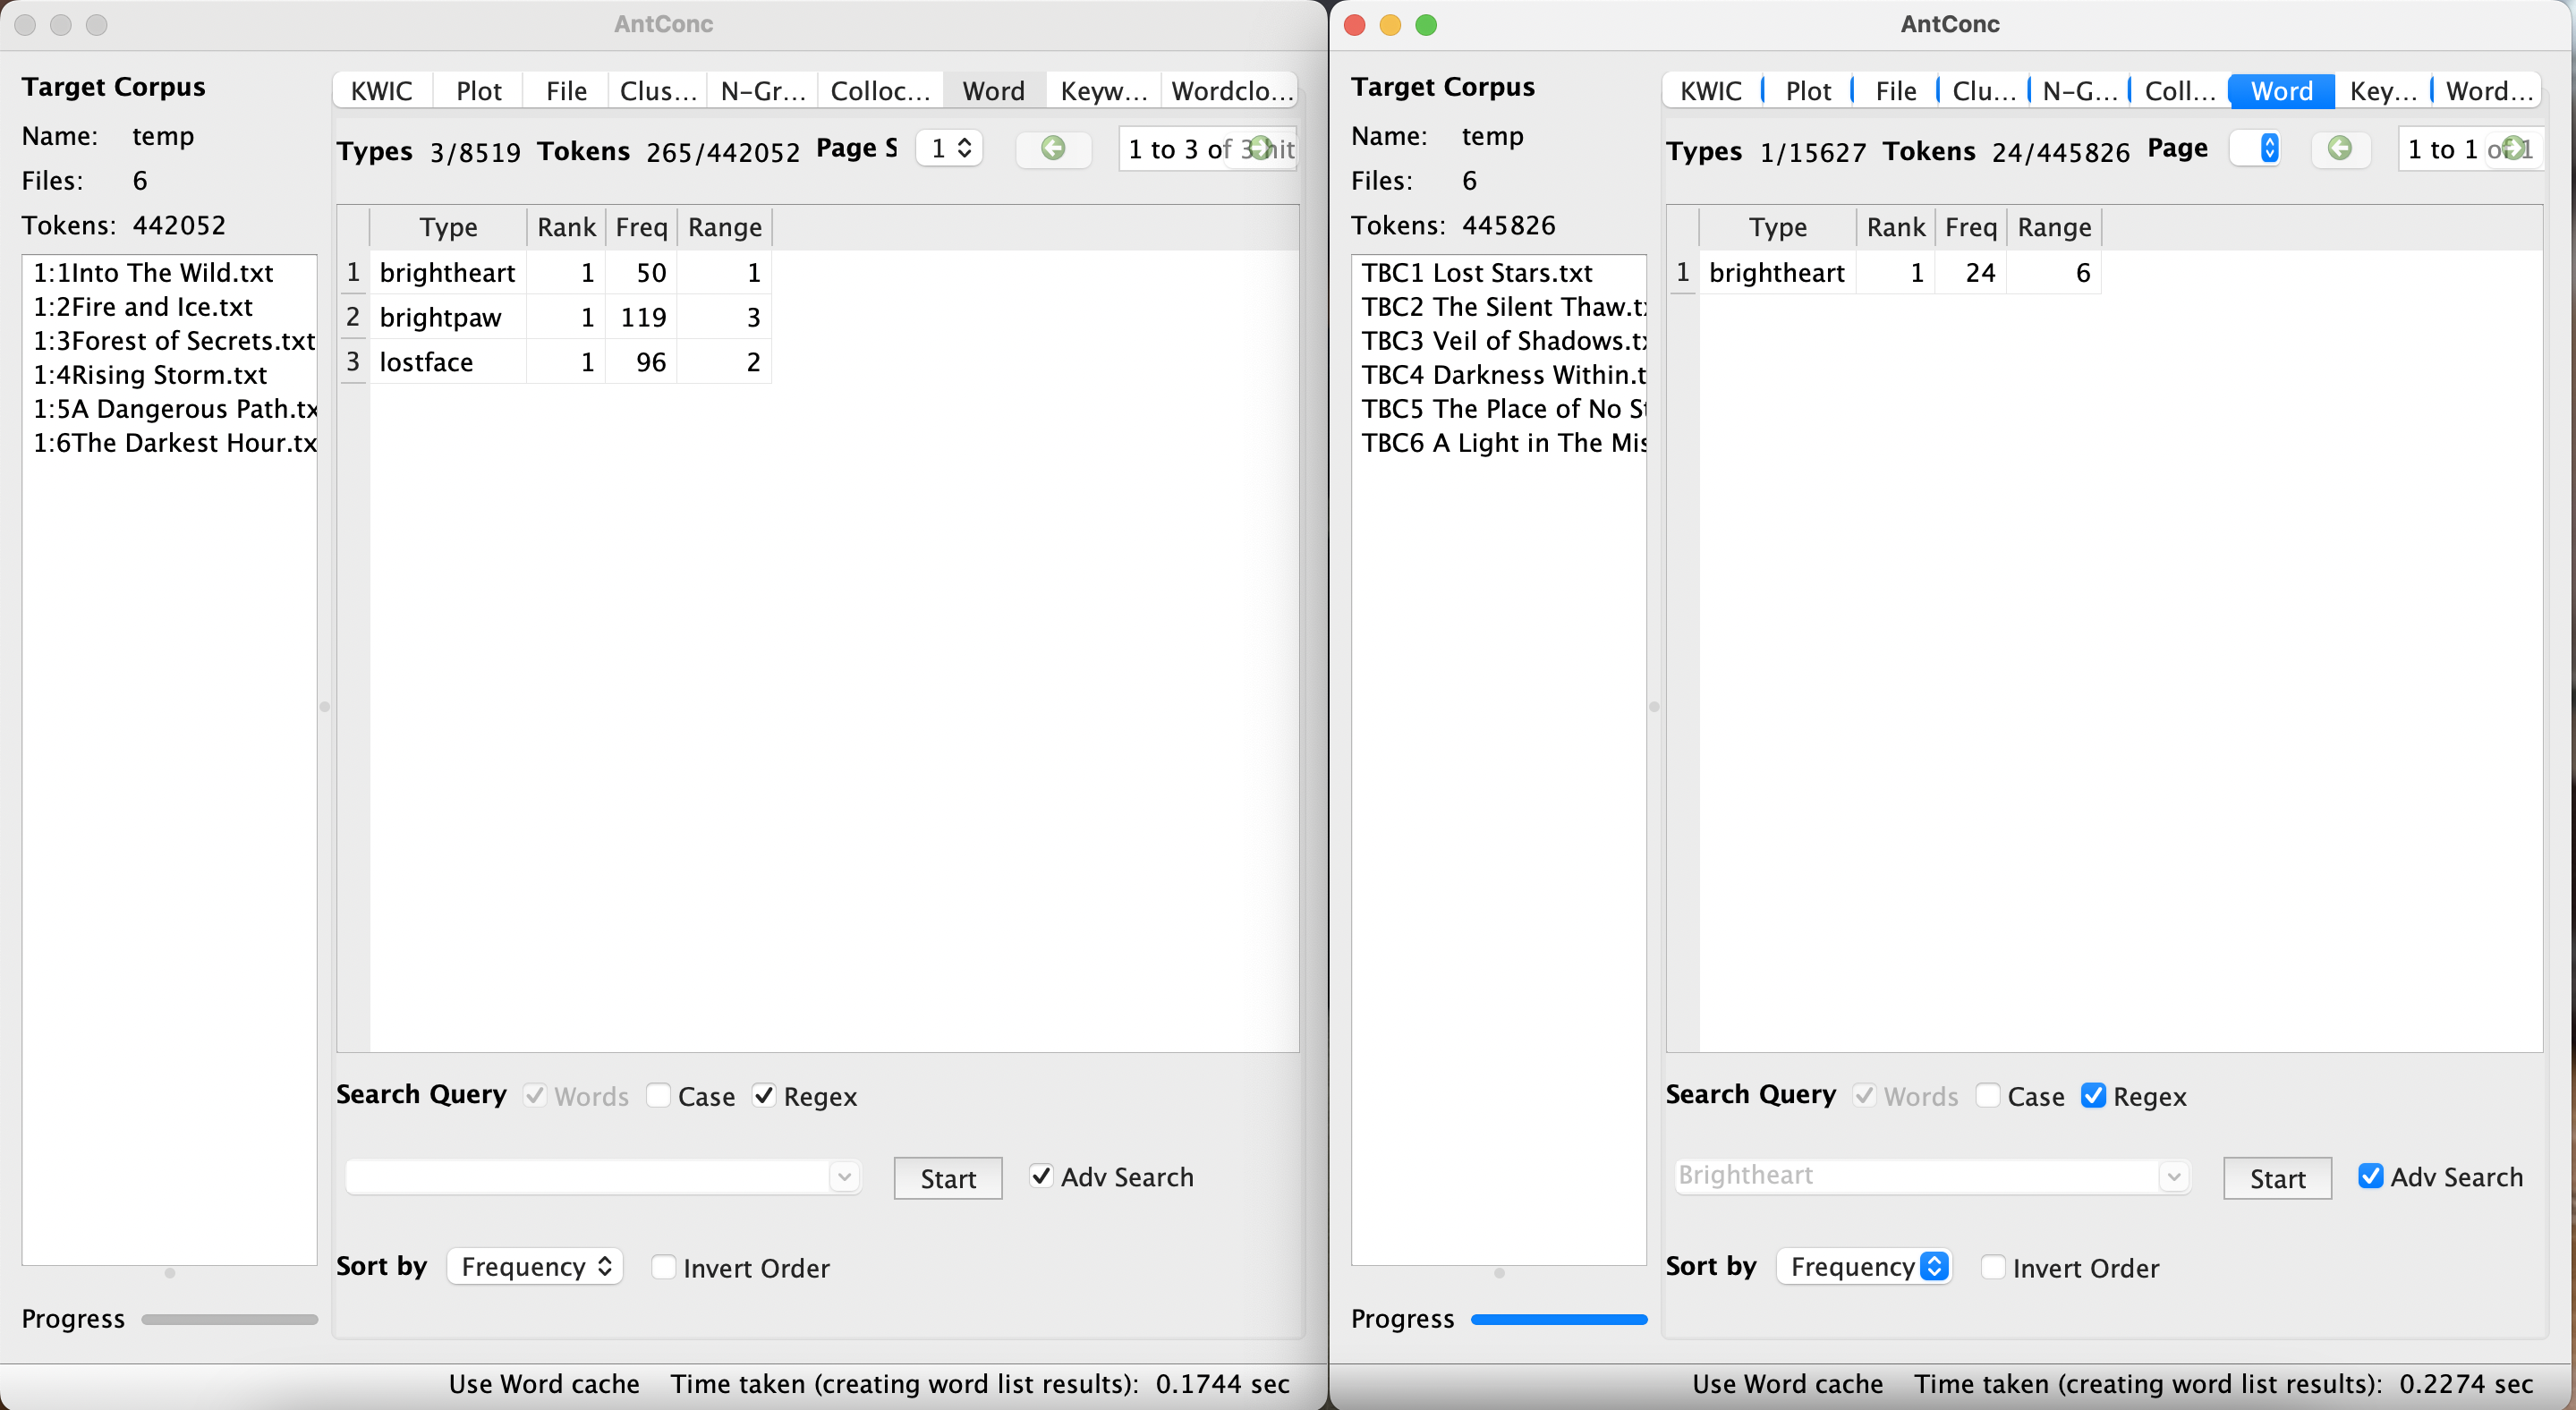 AntConc
Target Corpus
Name: temp
Files: 6
Tokens: 442052
1:1Into The Wild.txt
1:2Fire and Ice.txt
1:3Forest of Secrets.txt
1:4Rising Storm.txt
1:5A Dangerous Path.tx
1:6The Darkest Hour.tx
Progress
KWIC Plot File Clus... N-Gr... Colloc... Word Keyw... Wordclo...
Types 3/8519 Tokens 265/442052 Page S 1 1 to 3 of 3 hit
Type Rank Freq Range
1 brightheart 1 50 1
2 brightpaw 1 119 3
3 lostface 1 96 2
Search Query Words Case Regex
Start Adv Search
Sort by Frequency Invert Order
Use Word cache Time taken (creating word list results): 0.1744 sec
AntConc
Target Corpus
Name: temp
Files: 6
Tokens: 445826
TBC1 Lost Stars.txt
TBC2 The Silent Thaw.tx
TBC3 Veil of Shadows.tx
TBC4 Darkness Within.t
TBC5 The Place of No St
TBC6 A Light in The Mis
Progress
KWIC Plot File Clu... N-G... Coll... Word Key... Word...
Types 1/15627 Tokens 24/445826 Page 1 to 1 of 1
Type Rank Freq Range
1 brightheart 1 24 6
Search Query Words Case Regex
Brightheart Start Adv Search
Sort by Frequency Invert Order
Use Word cache Time taken (creating word list results): 0.2274 sec